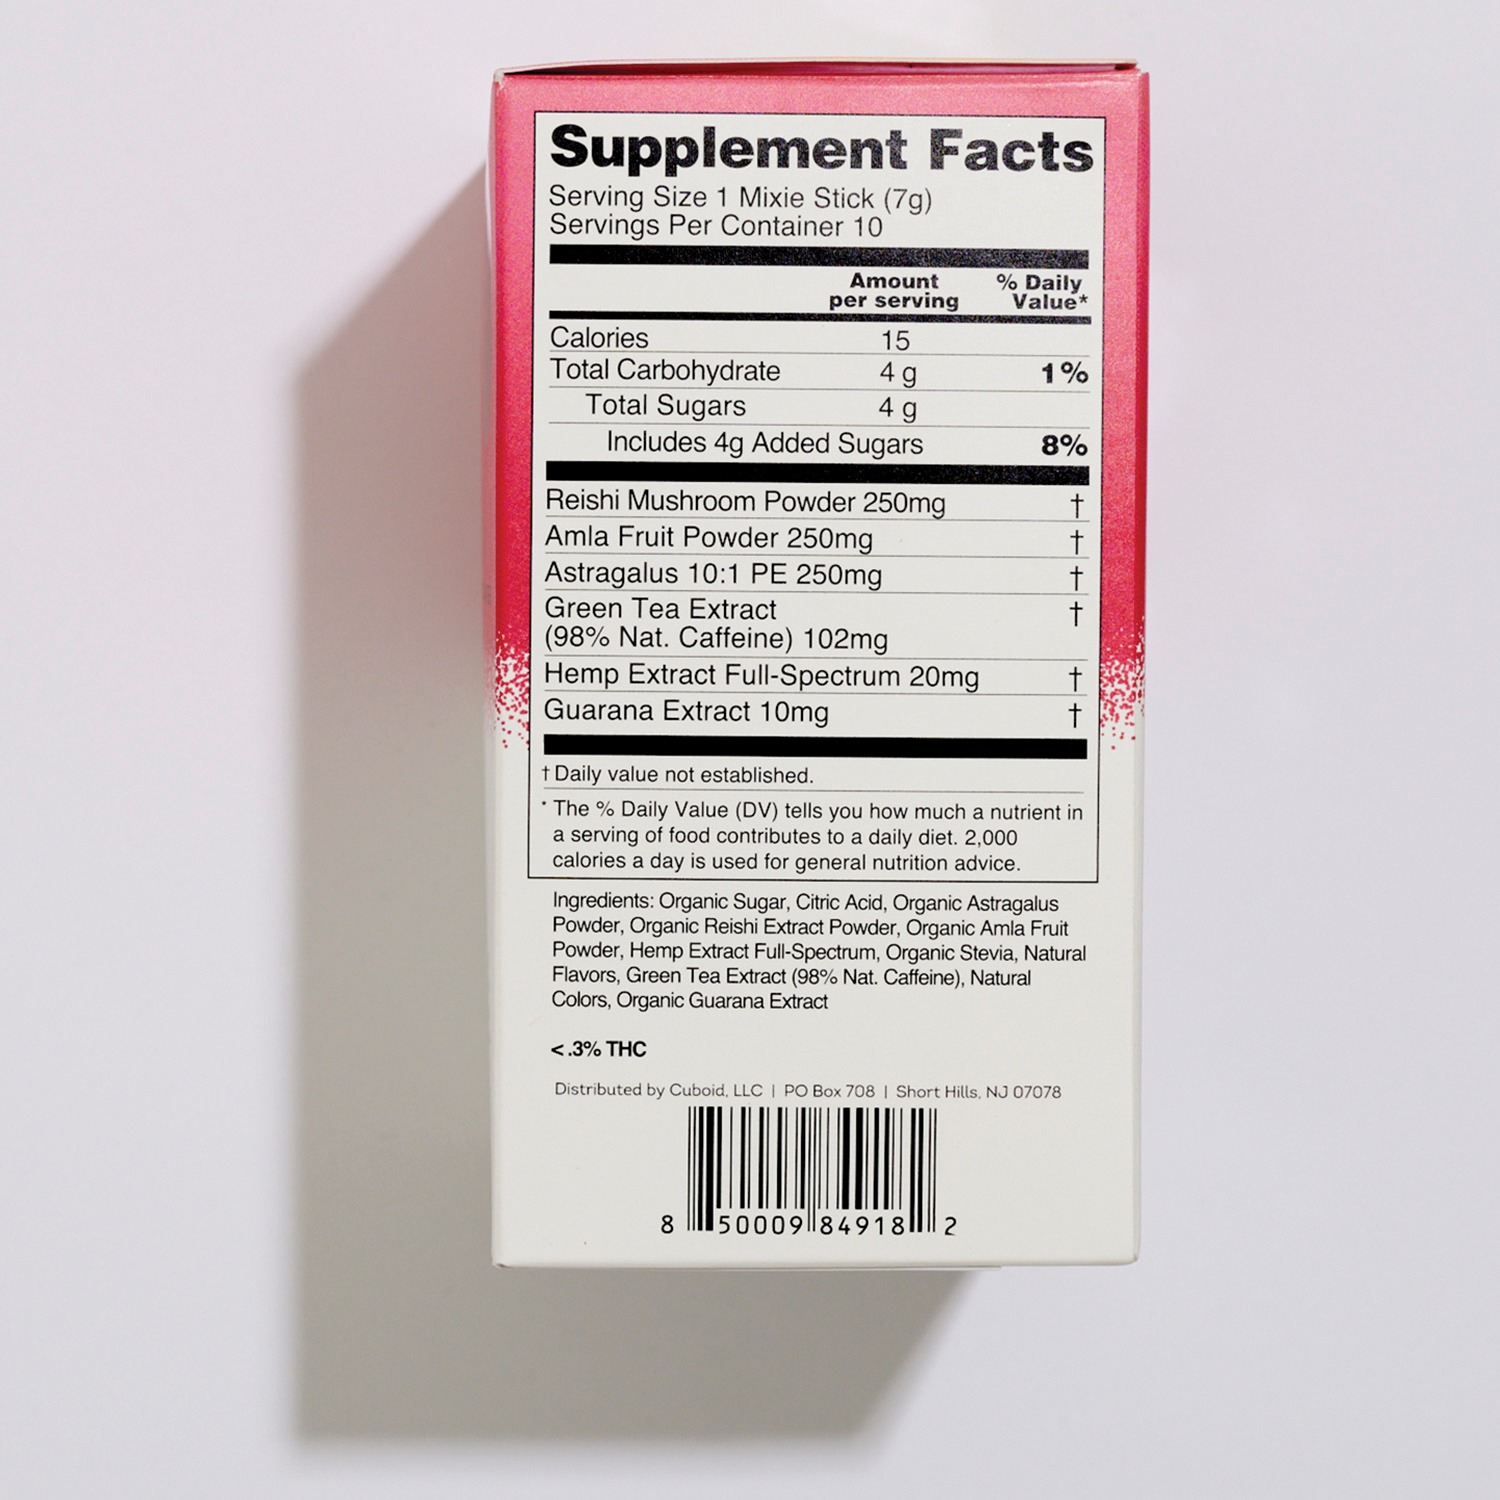 Supplement Facts
Serving Size 1 Mixie Stick (7g)
Servings Per Container 10
Amount per serving % Daily Value*
Calories 15
Total Carbohydrate 4 g 1%
Total Sugars 4 g
Includes 4g Added Sugars 8%
Reishi Mushroom Powder 250mg †
Amla Fruit Powder 250mg †
Astragalus 10:1 PE 250mg †
Green Tea Extract †
(98% Nat. Caffeine) 102mg
Hemp Extract Full-Spectrum 20mg †
Guarana Extract 10mg †
† Daily value not established.
* The % Daily Value (DV) tells you how much a nutrient in
a serving of food contributes to a daily diet. 2,000
calories a day is used for general nutrition advice.
Ingredients: Organic Sugar, Citric Acid, Organic Astragalus
Powder, Organic Reishi Extract Powder, Organic Amla Fruit
Powder, Hemp Extract Full-Spectrum, Organic Stevia, Natural
Flavors, Green Tea Extract (98% Nat. Caffeine), Natural
Colors, Organic Guarana Extract
<.3% THC
Distributed by Cuboid, LLC | PO Box 708 | Short Hills, NJ 07078
8 50009 84918 2